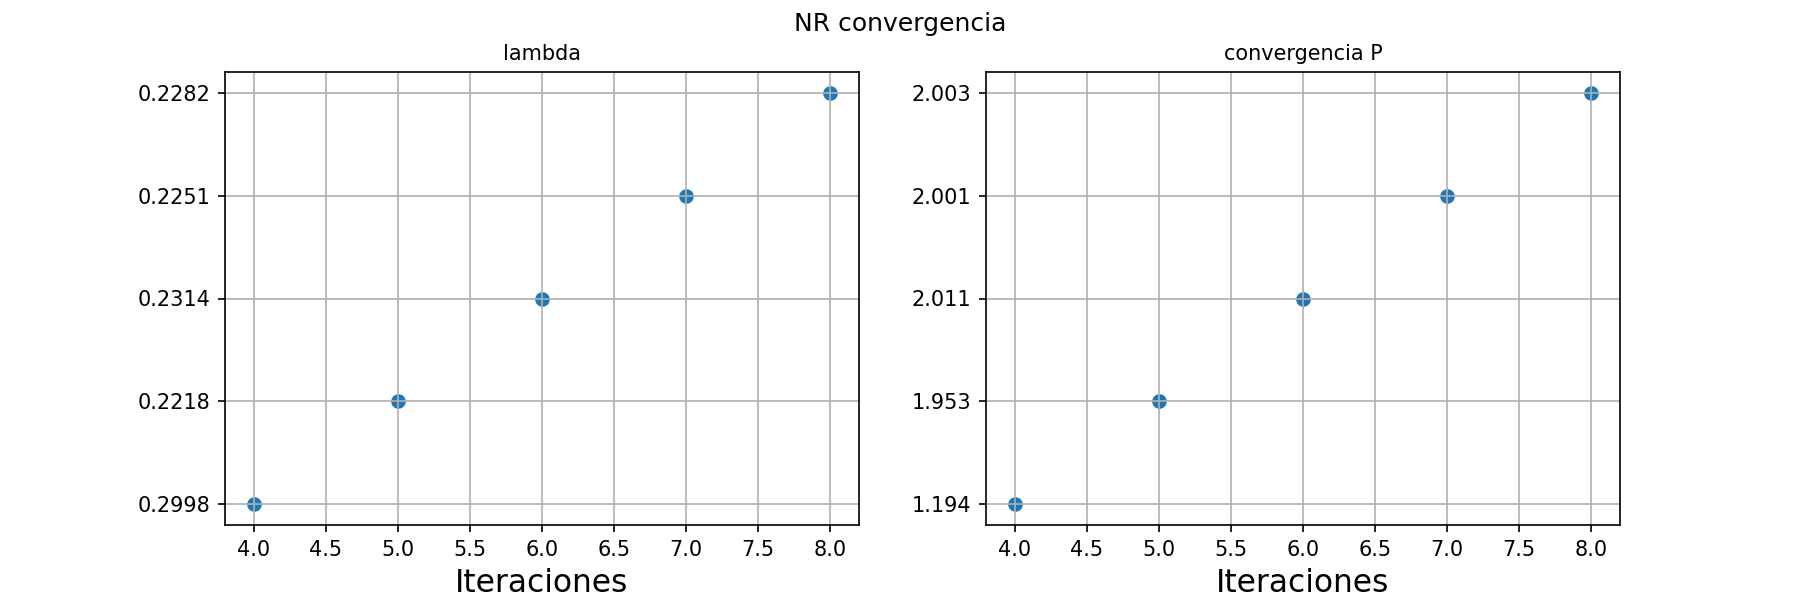 NR convergencia
lambda
0.2282
0.2251
0.2314
0.2218
0.2998
4.0 4.5 5.0 5.5 6.0 6.5 7.0 7.5 8.0
Iteraciones
convergencia P
2.003
2.001
2.011
1.953
1.194
4.0 4.5 5.0 5.5 6.0 6.5 7.0 7.5 8.0
Iteraciones